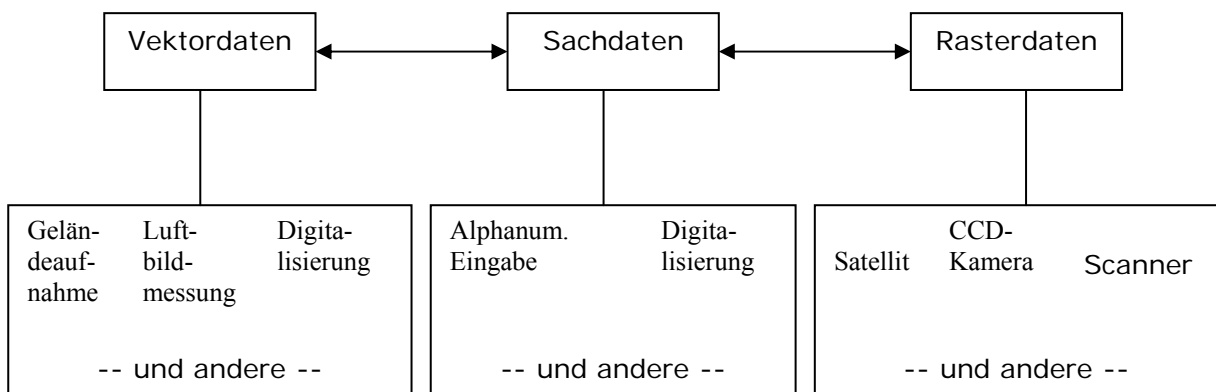 Vektordaten
Sachdaten
Rasterdaten
Gelän-
deauf-
nahme
Luft-
bild-
messung
Digita-
lisierung
-- und andere --
Alphanum.
Eingabe
Digita-
lisierung
-- und andere --
Satellit
CCD-
Kamera
Scanner
-- und andere --